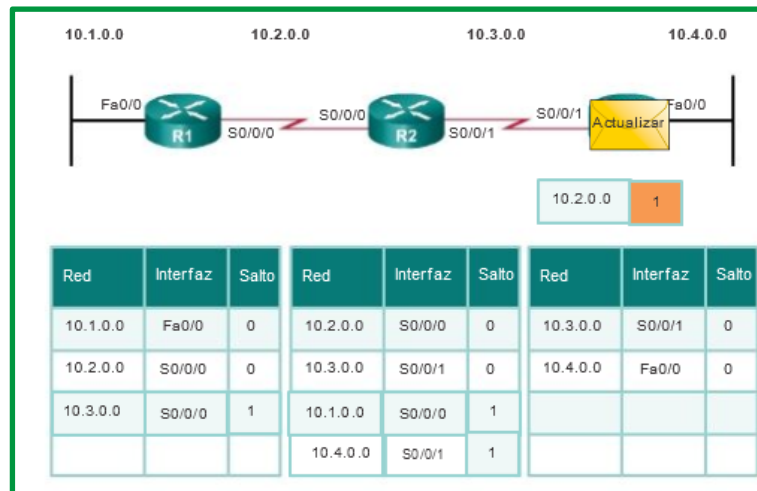 10.1.0.0 10.2.0.0 10.3.0.0 10.4.0.0
Fa0/0 R1 S0/0/0 S0/0/0 R2 S0/0/1 S0/0/1 Actualizar Fa0/0
10.2.0.0 1
Red Interfaz Salto Red Interfaz Salto Red Interfaz Salto
10.1.0.0 Fa0/0 0 10.2.0.0 S0/0/0 0 10.3.0.0 S0/0/1 0
10.2.0.0 S0/0/0 0 10.3.0.0 S0/0/1 0 10.4.0.0 Fa0/0 0
10.3.0.0 S0/0/0 1 10.1.0.0 S0/0/0 1
10.4.0.0 S0/0/1 1